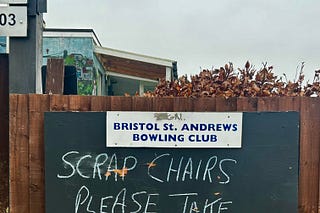 03
BRISTOL St. ANDREWS
BOWLING CLUB
SCRAP CHAIRS
PLEASE TAKE